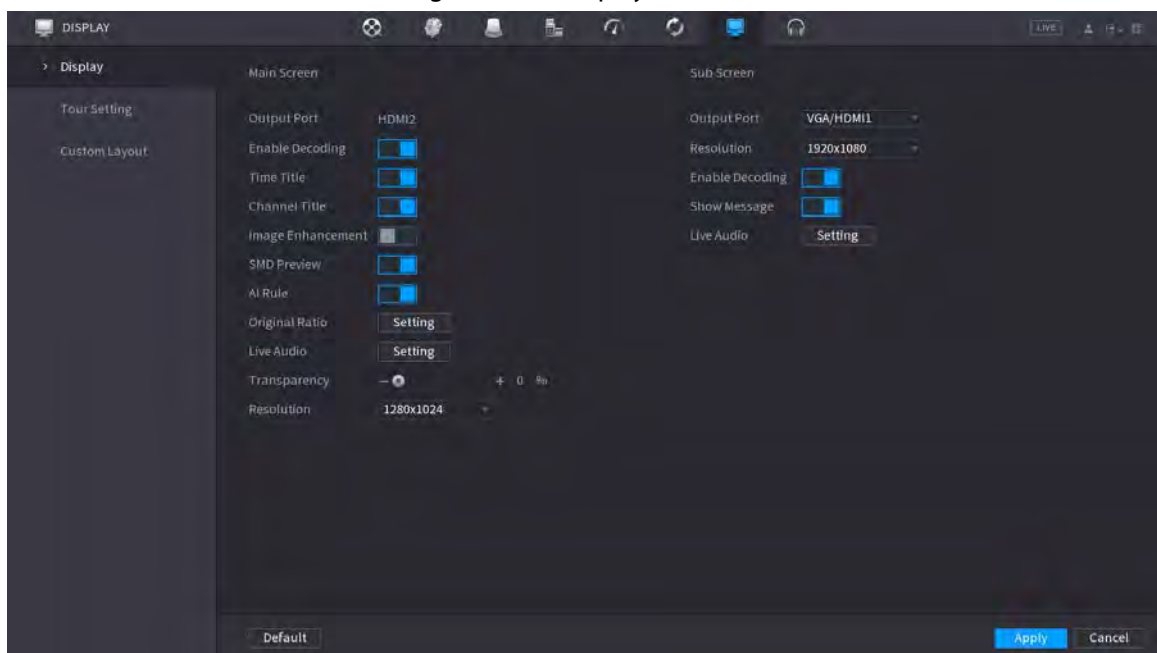 DISPLAY
LIVE
Display
Tour Setting
Custom Layout
Main Screen
Output Port HDMI2
Enable Decoding
Time Title
Channel Title
Image Enhancement
SMD Preview
AI Rule
Original Ratio Setting
Live Audio Setting
Transparency 0 %
Resolution 1280x1024
Sub Screen
Output Port VGA/HDMI1
Resolution 1920x1080
Enable Decoding
Show Message
Live Audio Setting
Default
Apply
Cancel